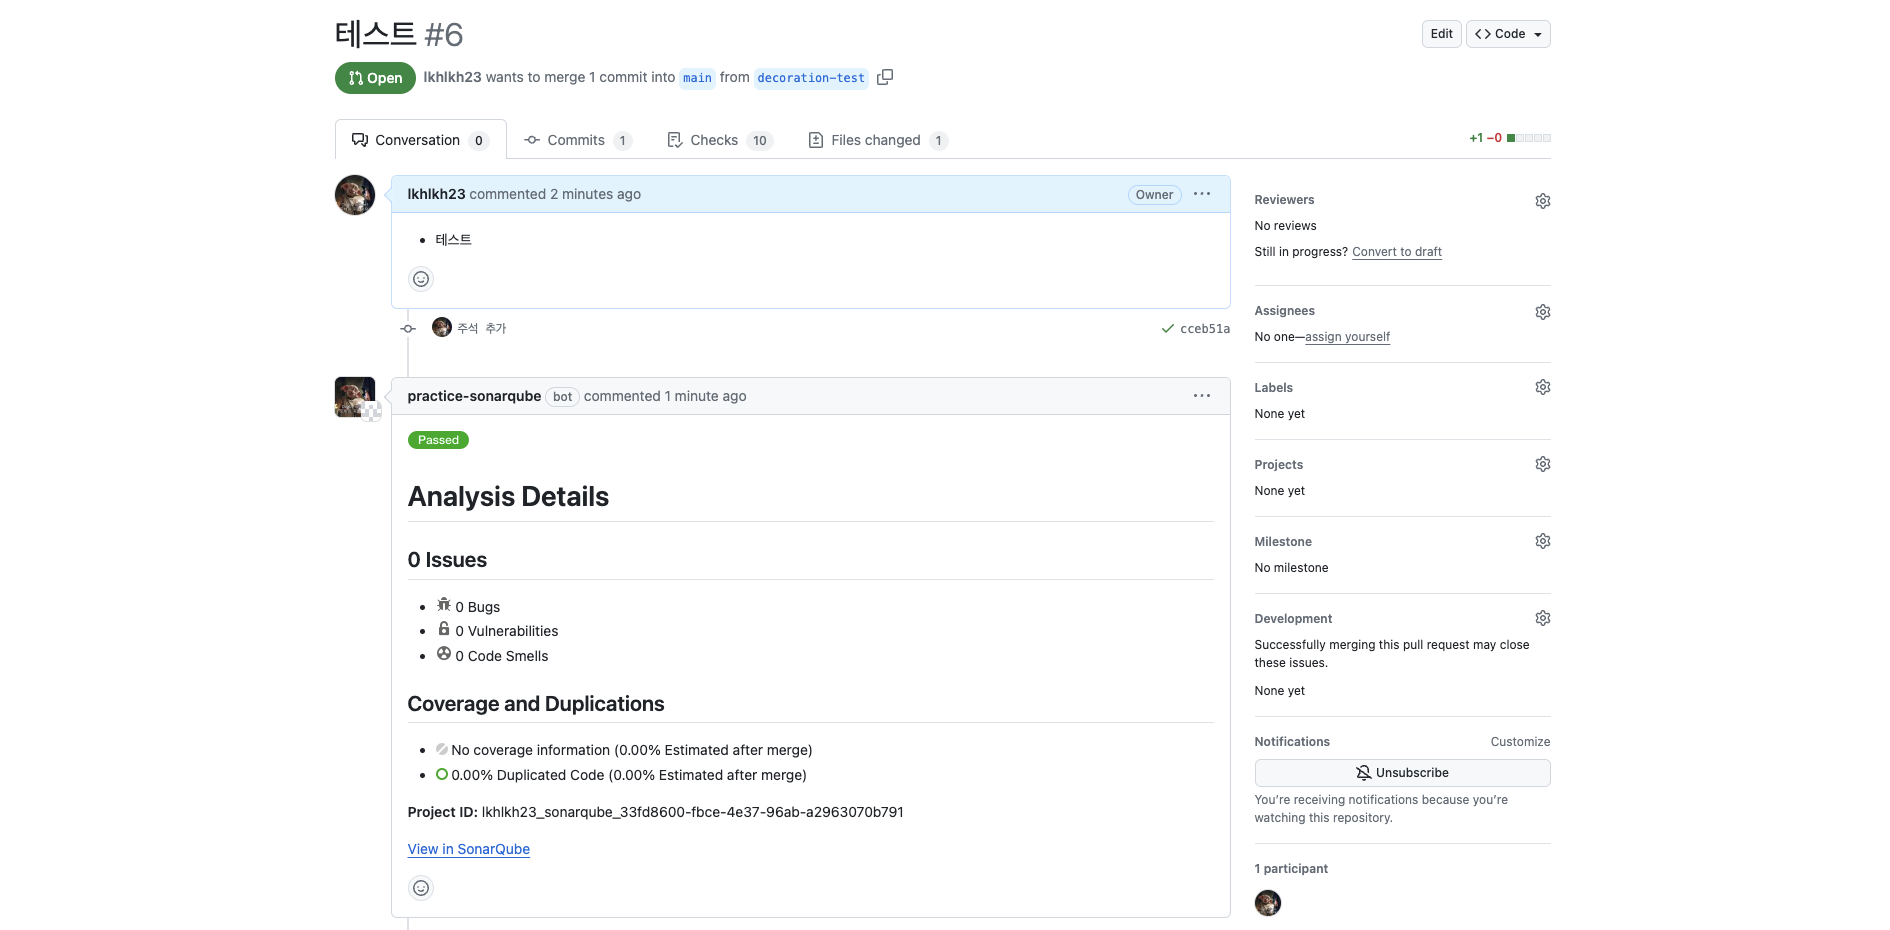 테스트 #6
Edit
Code
Open
lkhlkh23 wants to merge 1 commit into main from decoration-test
Conversation 0
Commits 1
Checks 10
Files changed 1
+1 −0
lkhlkh23 commented 2 minutes ago
Owner
테스트
주석 추가
cceb51a
practice-sonarqube bot commented 1 minute ago
Passed
Analysis Details
0 Issues
0 Bugs
0 Vulnerabilities
0 Code Smells
Coverage and Duplications
No coverage information (0.00% Estimated after merge)
0.00% Duplicated Code (0.00% Estimated after merge)
Project ID: lkhlkh23_sonarqube_33fd8600-fbce-4e37-96ab-a2963070b791
View in SonarQube
Reviewers
No reviews
Still in progress? Convert to draft
Assignees
No one—assign yourself
Labels
None yet
Projects
None yet
Milestone
No milestone
Development
Successfully merging this pull request may close
these issues.
None yet
Notifications
Customize
Unsubscribe
You’re receiving notifications because you’re
watching this repository.
1 participant